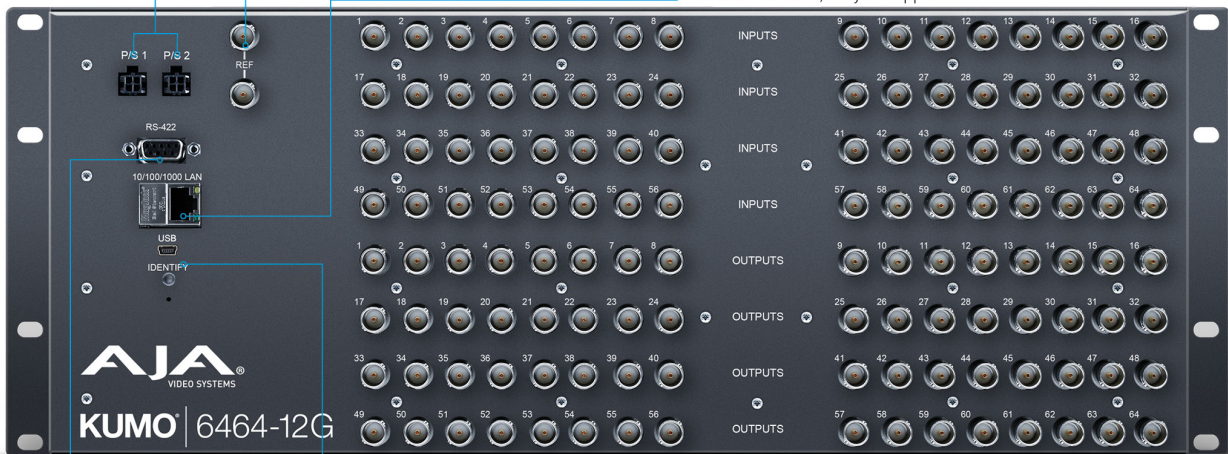 P/S 1 P/S 2
REF
RS-422
10/100/1000 LAN
USB
IDENTIFY
AJA®
VIDEO SYSTEMS
KUMO® 6464-12G
1 2 3 4 5 6 7 8 INPUTS 9 10 11 12 13 14 15 16
17 18 19 20 21 22 23 24 INPUTS 25 26 27 28 29 30 31 32
33 34 35 36 37 38 39 40 INPUTS 41 42 43 44 45 46 47 48
49 50 51 52 53 54 55 56 INPUTS 57 58 59 60 61 62 63 64
1 2 3 4 5 6 7 8 OUTPUTS 9 10 11 12 13 14 15 16
17 18 19 20 21 22 23 24 OUTPUTS 25 26 27 28 29 30 31 32
33 34 35 36 37 38 39 40 OUTPUTS 41 42 43 44 45 46 47 48
49 50 51 52 53 54 55 56 OUTPUTS 57 58 59 60 61 62 63 64